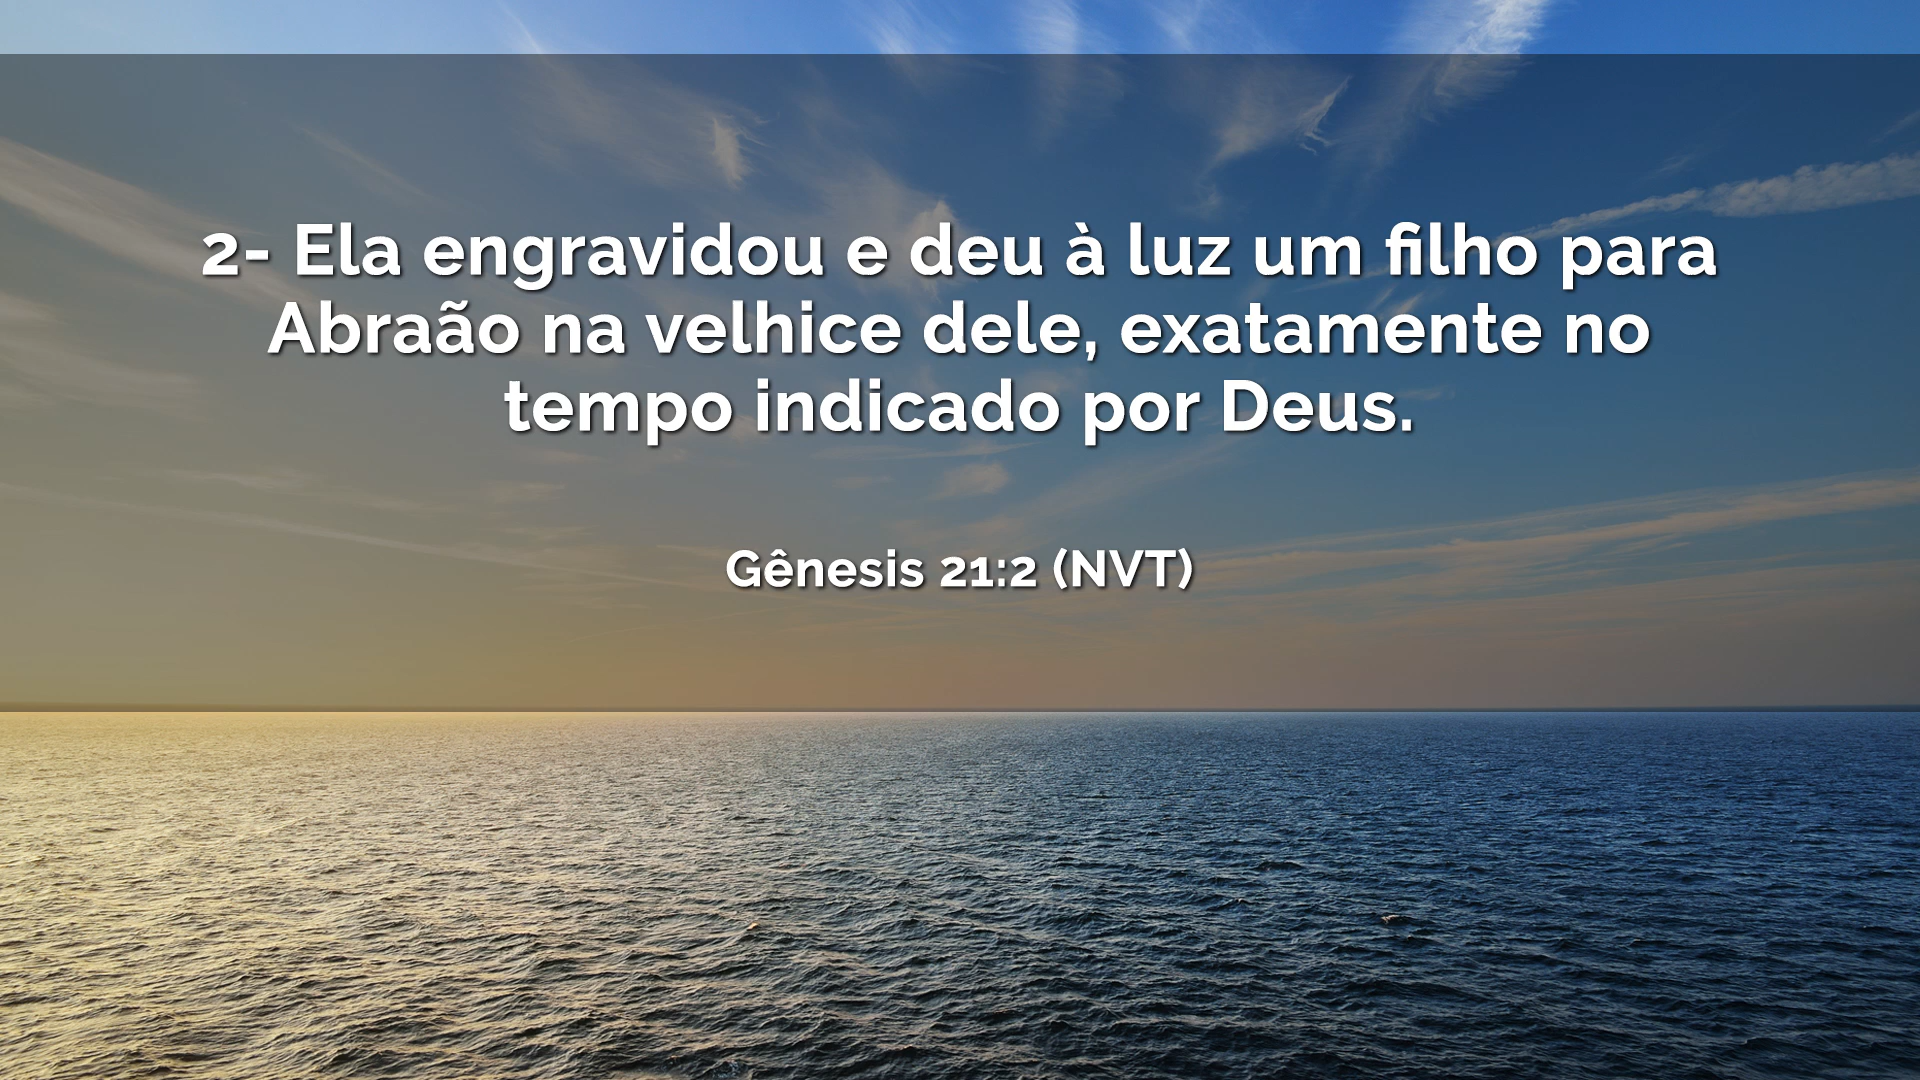 2- Ela engravidou e deu à luz um filho para
Abraão na velhice dele, exatamente no
tempo indicado por Deus.
Gênesis 21:2 (NVT)